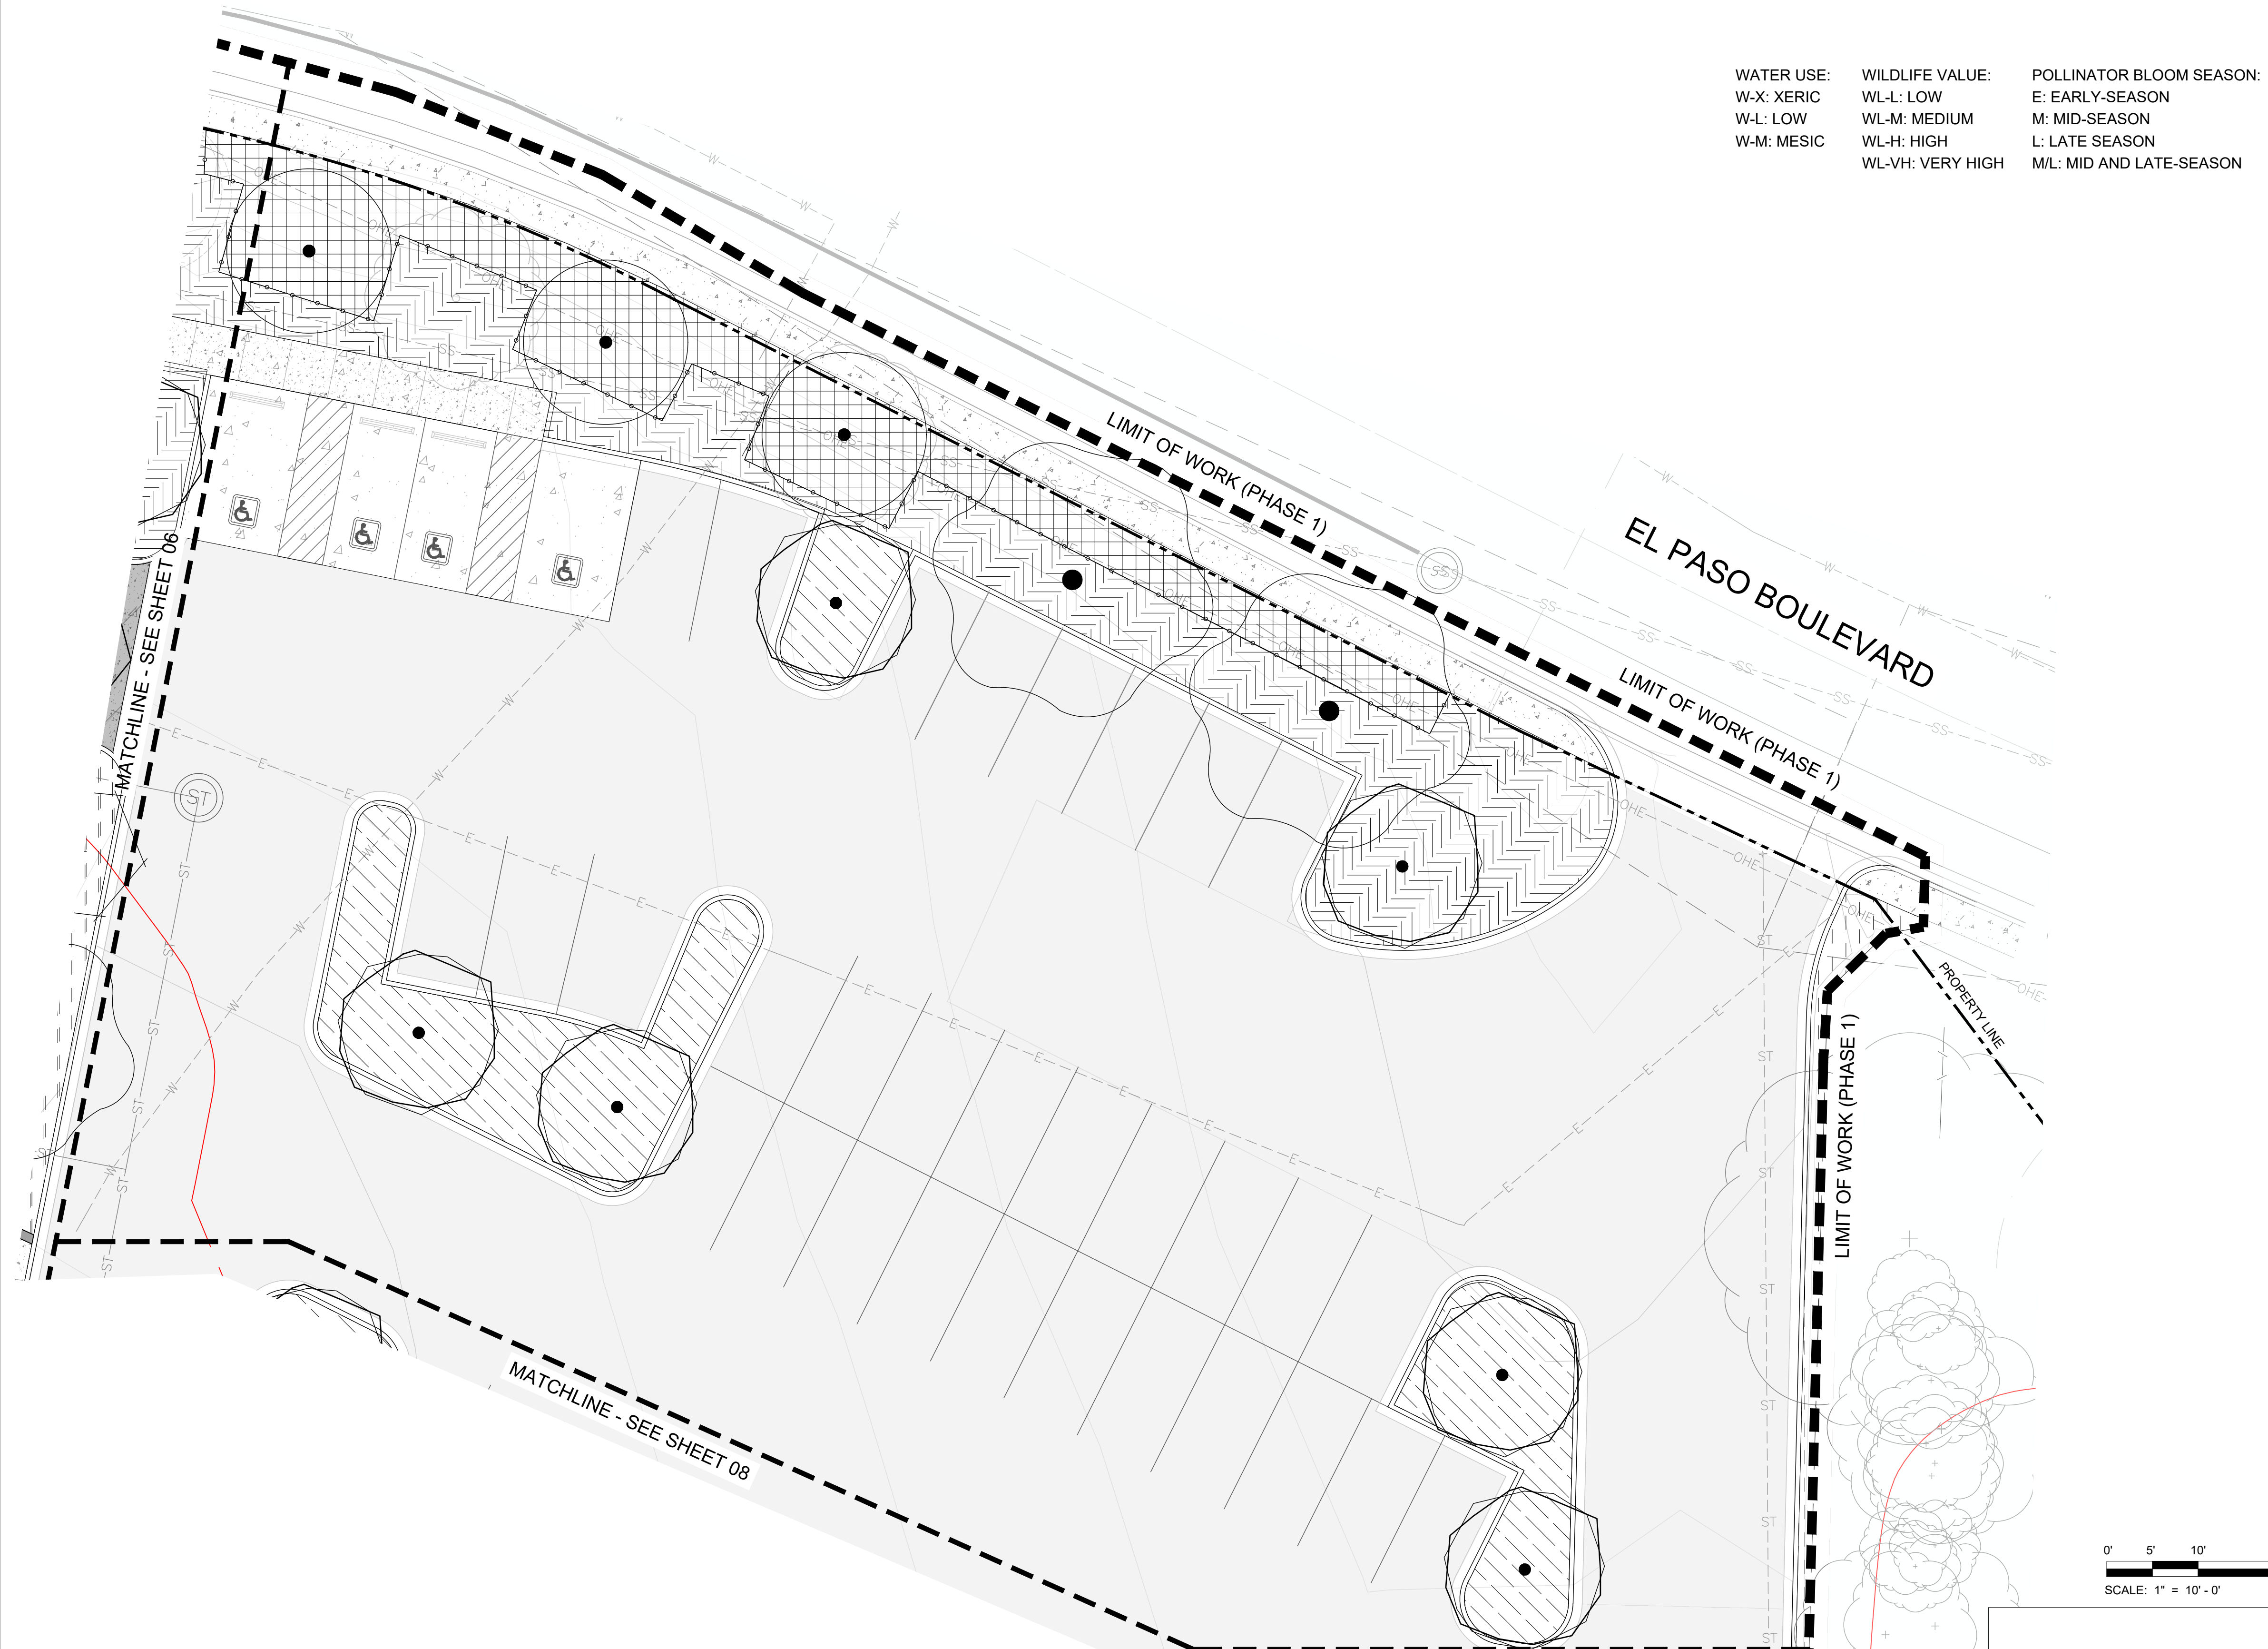 WATER USE:
W-X: XERIC
W-L: LOW
W-M: MESIC
WILDLIFE VALUE:
WL-L: LOW
WL-M: MEDIUM
WL-H: HIGH
WL-VH: VERY HIGH
POLLINATOR BLOOM SEASON:
E: EARLY-SEASON
M: MID-SEASON
L: LATE SEASON
M/L: MID AND LATE-SEASON
LIMIT OF WORK (PHASE 1)
EL PASO BOULEVARD
LIMIT OF WORK (PHASE 1)
MATCHLINE - SEE SHEET 06
PROPERTY LINE
LIMIT OF WORK (PHASE 1)
MATCHLINE - SEE SHEET 08
SS
ST
W
E
OHE
0' 5' 10'
SCALE: 1" = 10' - 0'